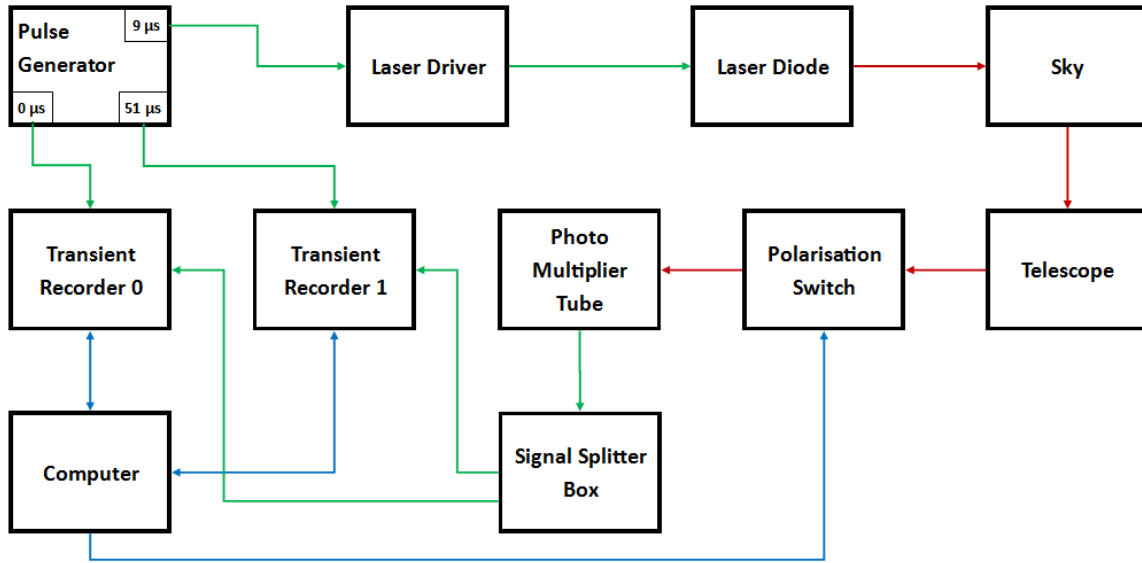 Pulse
Generator
9 µs
0 µs
51 µs
Laser Driver
Laser Diode
Sky
Transient
Recorder 0
Transient
Recorder 1
Photo
Multiplier
Tube
Polarisation
Switch
Telescope
Computer
Signal Splitter
Box